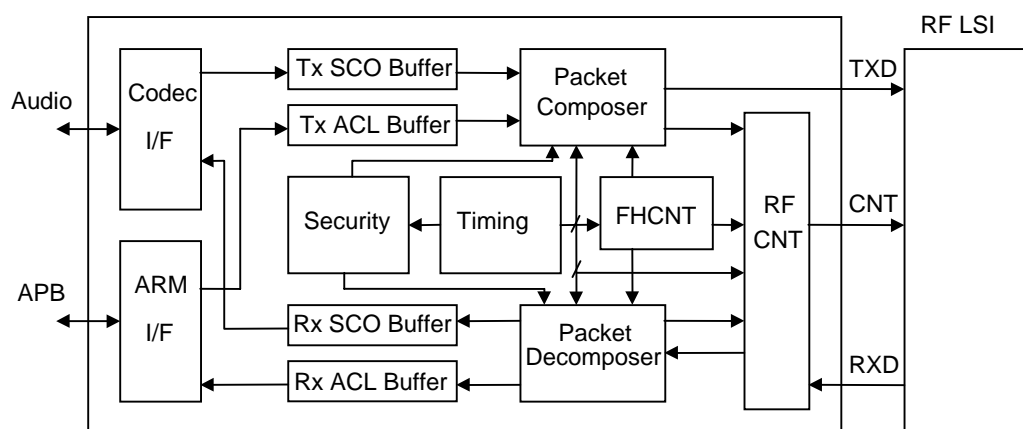 RF LSI
Tx SCO Buffer
Packet
Composer
TXD
Codec
I/F
Audio
Tx ACL Buffer
Security
Timing
FHCNT
RF
CNT
CNT
ARM
I/F
APB
Rx SCO Buffer
Packet
Decomposer
Rx ACL Buffer
RXD